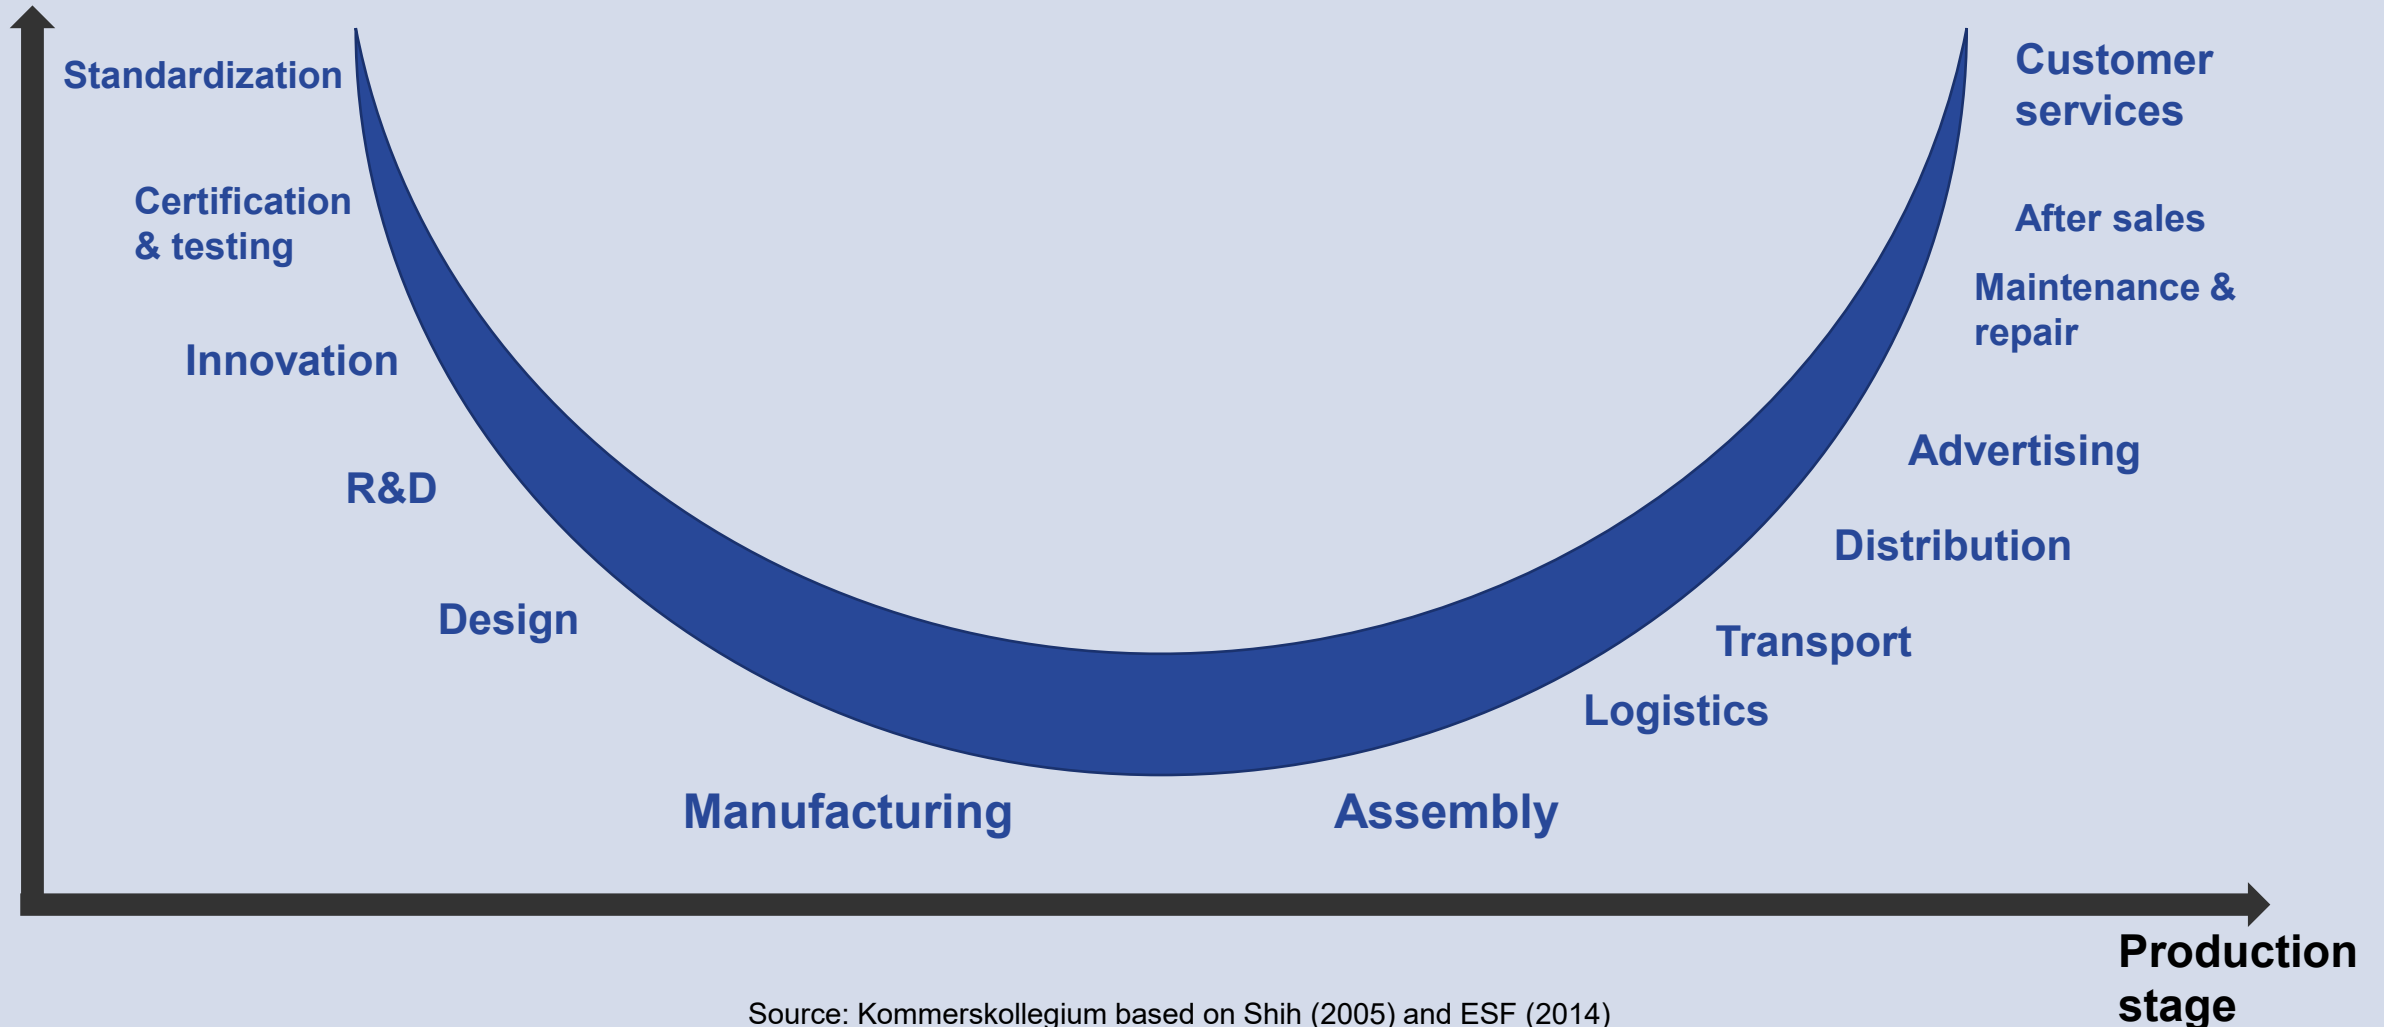 Standardization
Certification
& testing
Innovation
R&D
Design
Manufacturing
Assembly
Logistics
Transport
Distribution
Advertising
Maintenance &
repair
After sales
Customer
services
Production
stage
Source: Kommerskollegium based on Shih (2005) and ESF (2014)